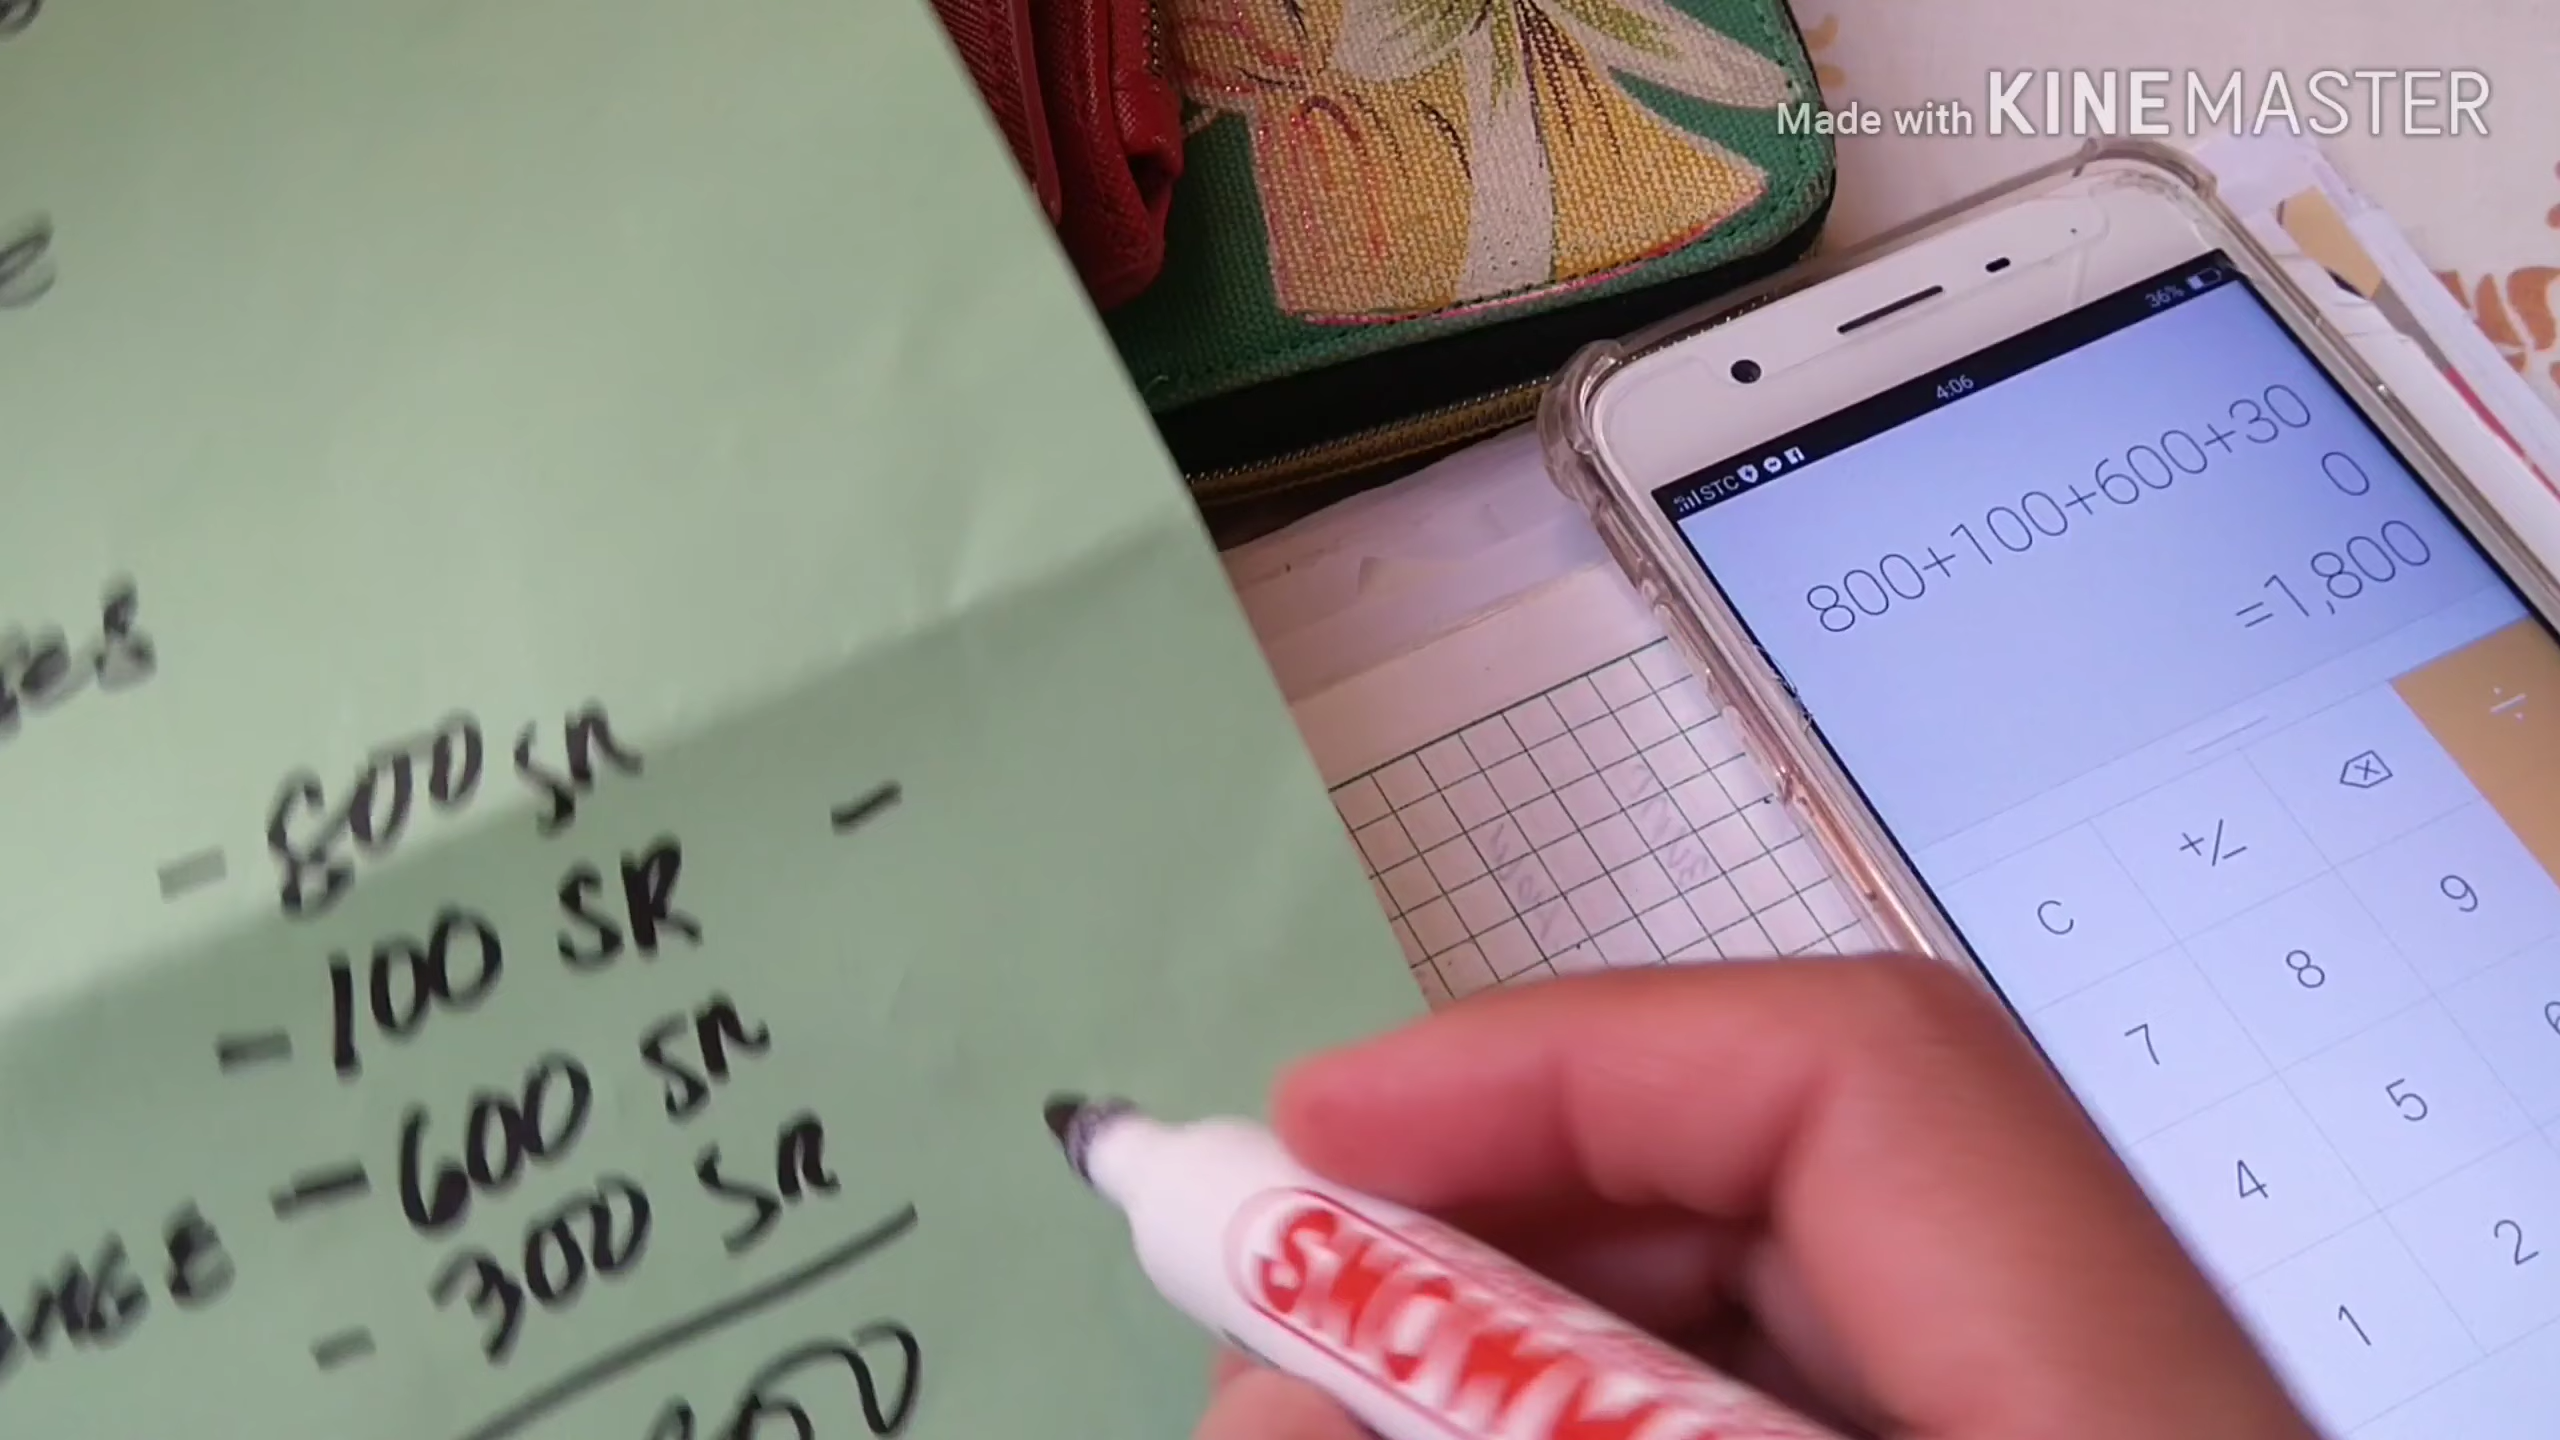 Made with KINEMASTER
- 800 SR
- 100 SR -
- 600 SR
- 300 SR
STC 4:06 36%
800+100+600+30
0
=1,800
÷
C +/-
7 8 9
4 5 6
1 2